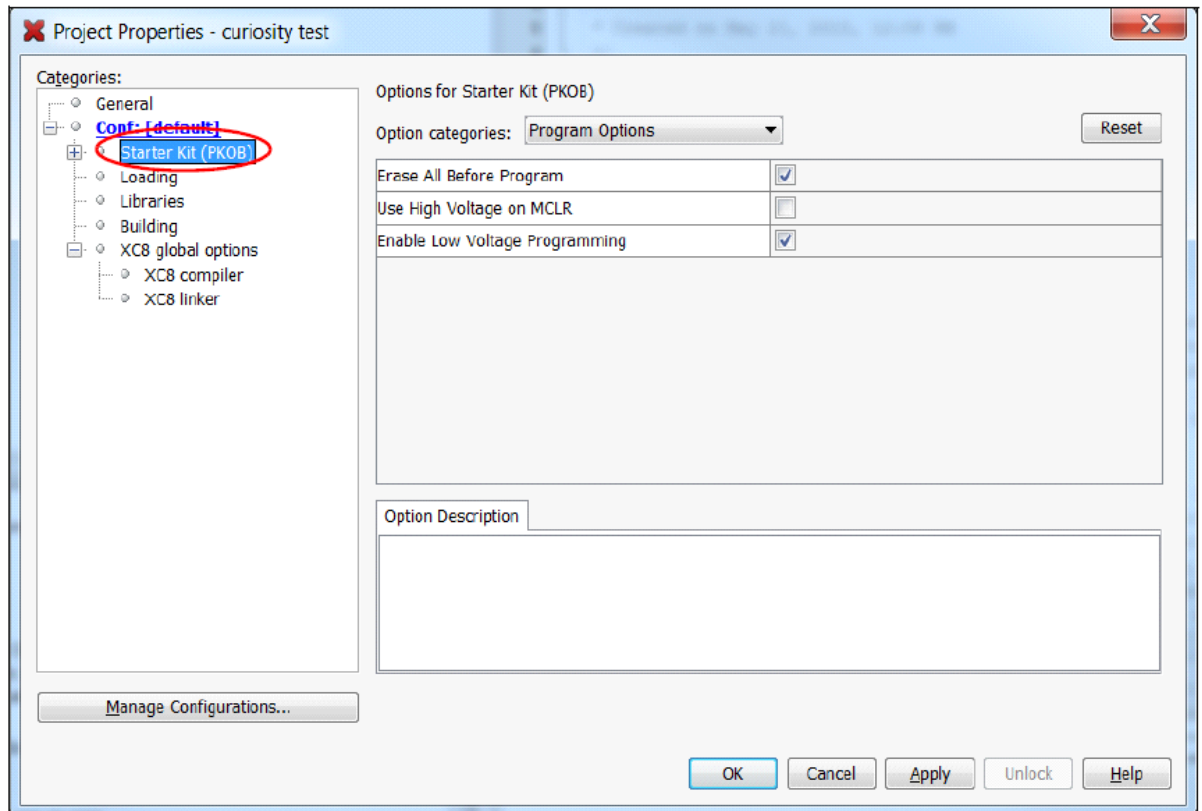 Project Properties - curiosity test
Categories:
General
Conf: [default]
Starter Kit (PKOB)
Loading
Libraries
Building
XC8 global options
XC8 compiler
XC8 linker
Manage Configurations...
Options for Starter Kit (PKOB)
Option categories: Program Options Reset
Erase All Before Program
Use High Voltage on MCLR
Enable Low Voltage Programming
Option Description
OK Cancel Apply Unlock Help